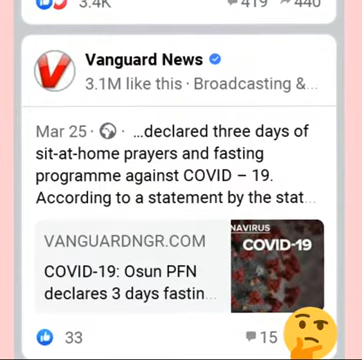 3.4K 419 440
Vanguard News
3.1M like this · Broadcasting &...
Mar 25 · · ...declared three days of
sit-at-home prayers and fasting
programme against COVID – 19.
According to a statement by the stat...
VANGUARDNGR.COM
COVID-19: Osun PFN
declares 3 days fastin...
NAVIRUS
COVID-19
33 15